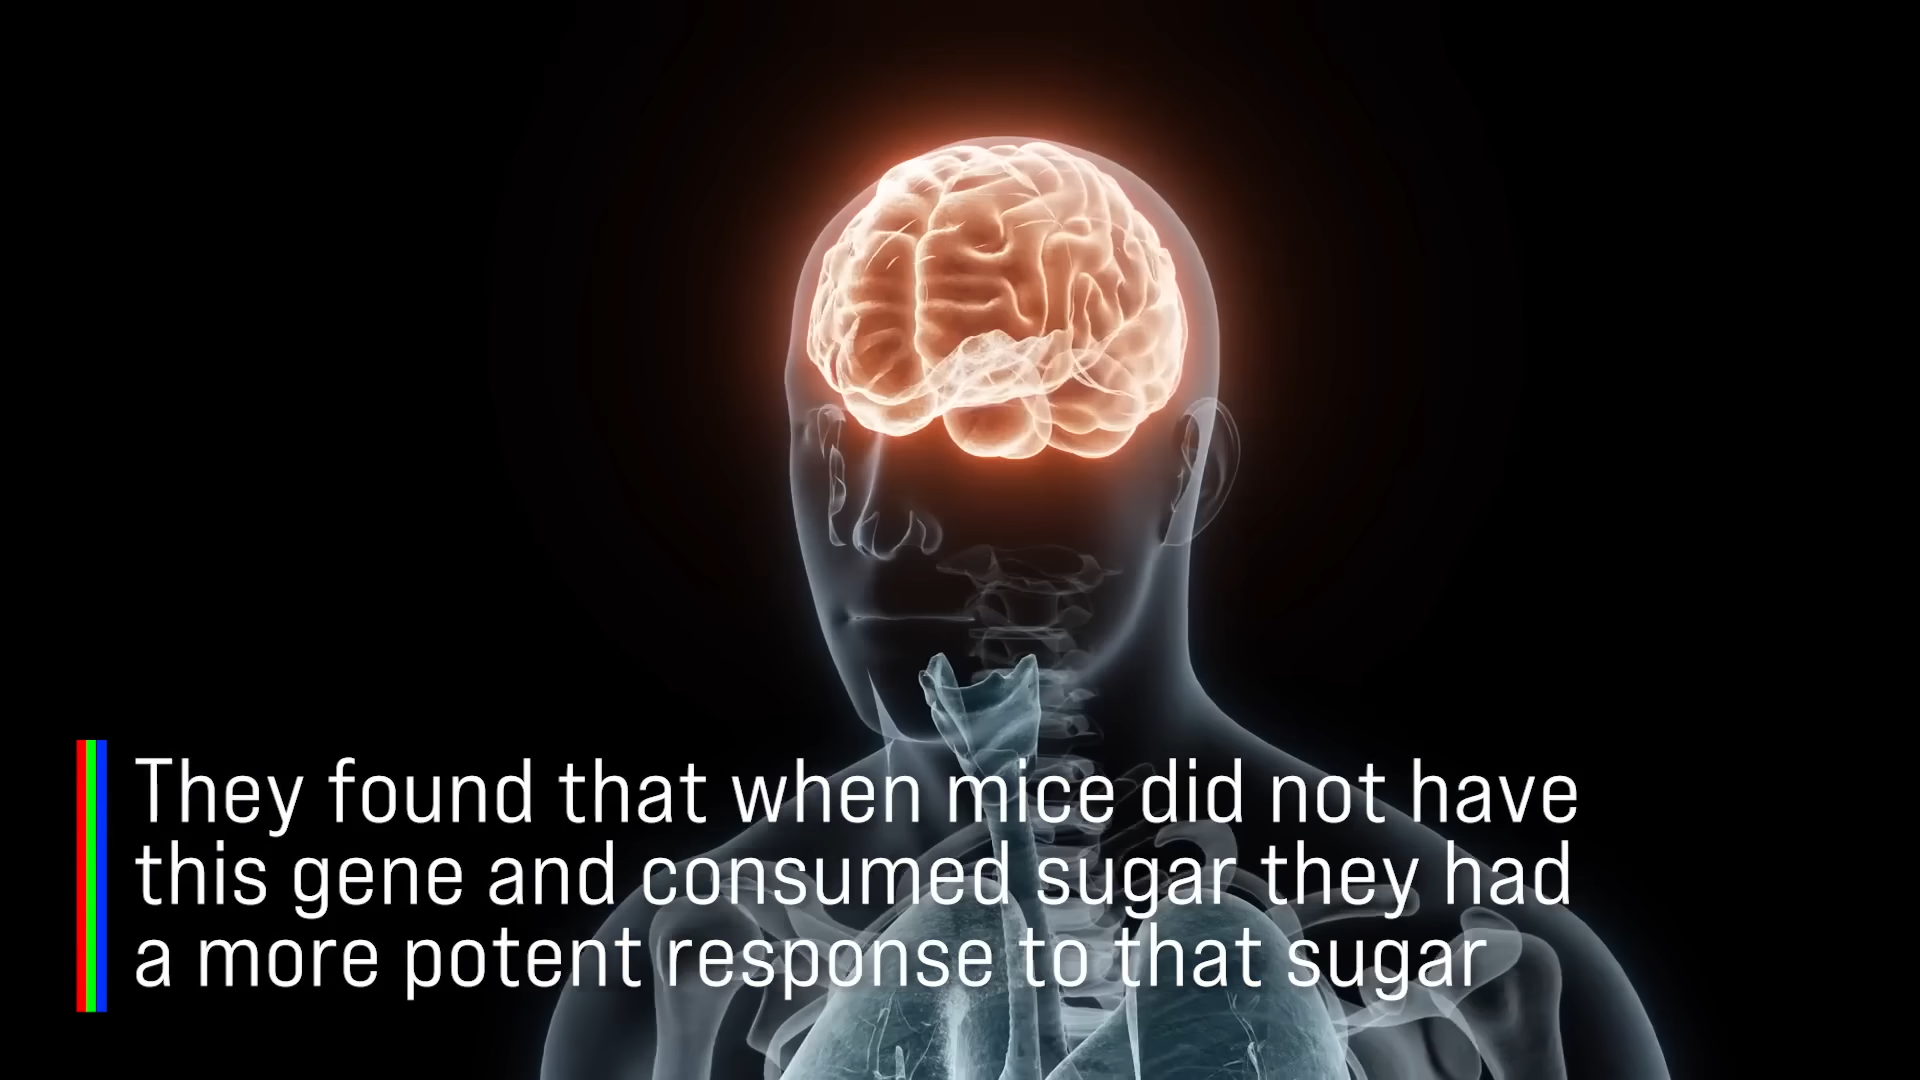 They found that when mice did not have
this gene and consumed sugar they had
a more potent response to that sugar